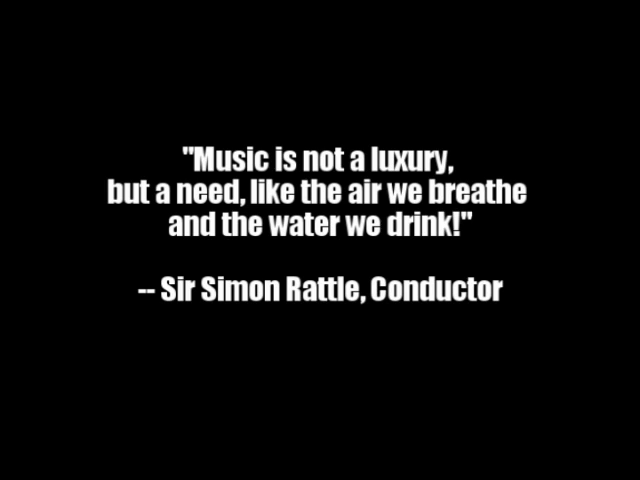 "Music is not a luxury,
but a need, like the air we breathe
and the water we drink!"
-- Sir Simon Rattle, Conductor